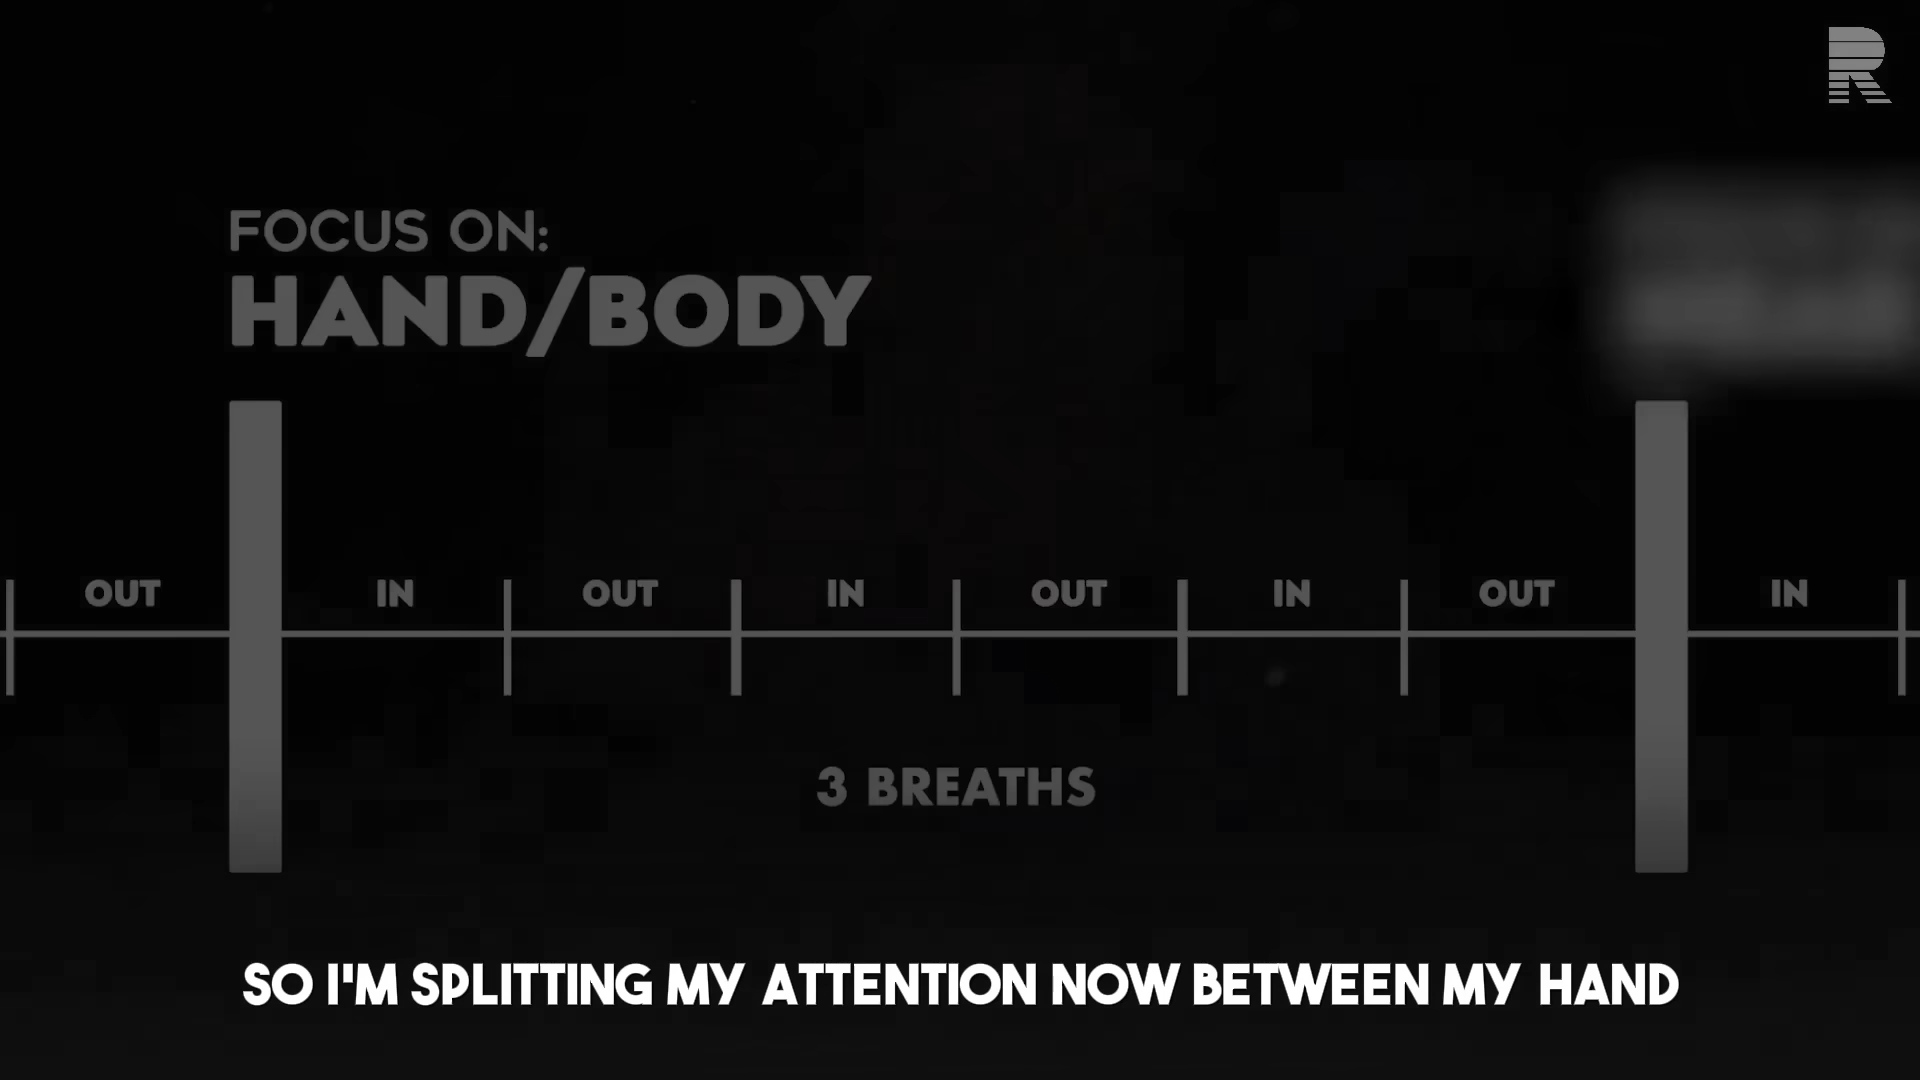 R
FOCUS ON:
HAND/BODY
OUT IN OUT IN OUT IN OUT IN
3 BREATHS
SO I'M SPLITTING MY ATTENTION NOW BETWEEN MY HAND